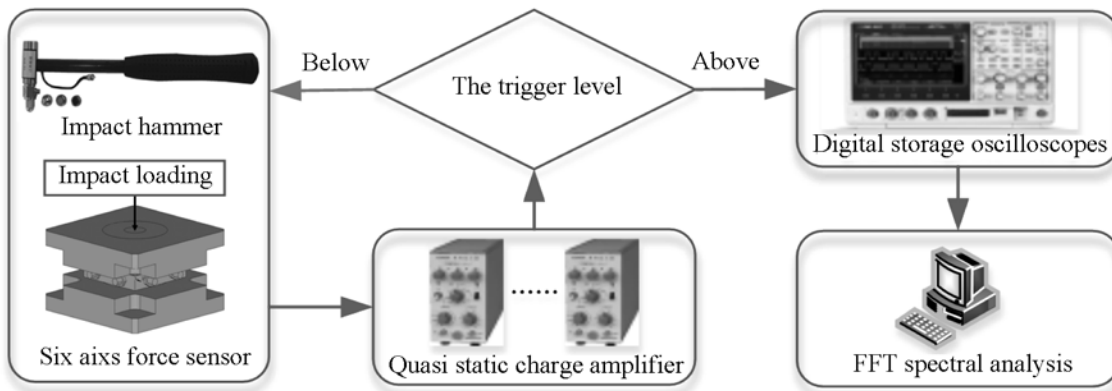 Impact hammer
Impact loading
Six aixs force sensor
Below
The trigger level
Above
......
Quasi static charge amplifier
Digital storage oscilloscopes
FFT spectral analysis